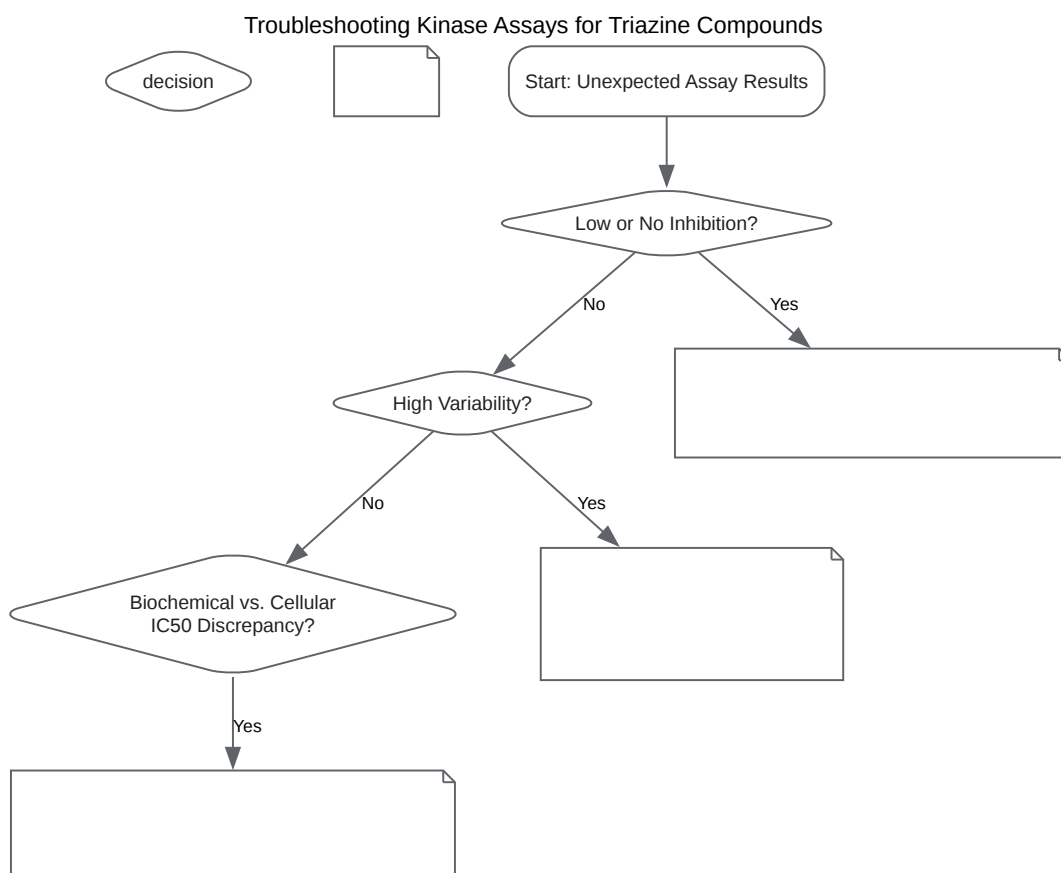 Troubleshooting Kinase Assays for Triazine Compounds
decision
Start: Unexpected Assay Results
Low or No Inhibition?
No
Yes
High Variability?
No
Yes
Biochemical vs. Cellular
IC50 Discrepancy?
Yes